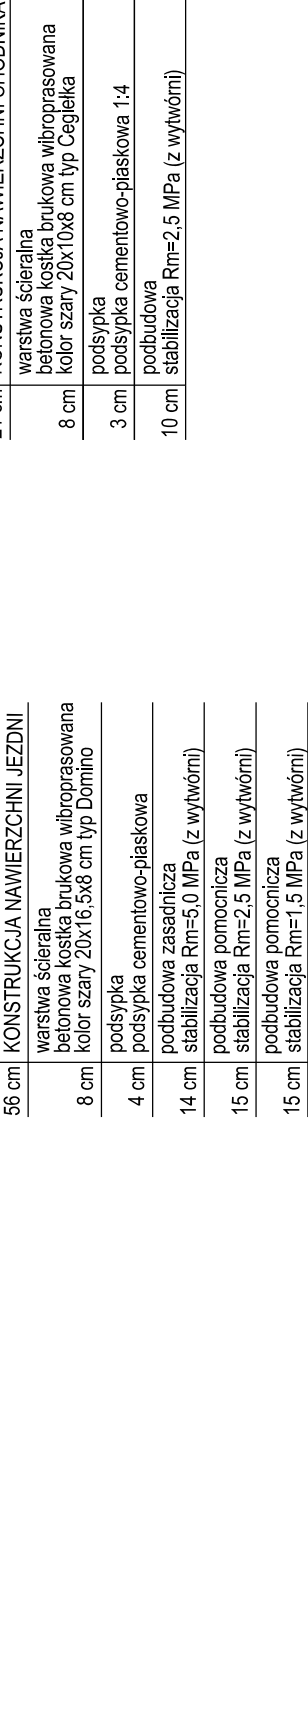 56 cm KONSTRUKCJA NAWIERZCHNI JEZDNI
warstwa ścieralna
betonowa kostka brukowa wibroprasowana
8 cm kolor szary 20x16,5x8 cm typ Domino
podsypka
4 cm podsypka cementowo-piaskowa
podbudowa zasadnicza
14 cm stabilizacja Rm=5,0 MPa (z wytwórni)
podbudowa pomocnicza
15 cm stabilizacja Rm=2,5 MPa (z wytwórni)
podbudowa pomocnicza
15 cm stabilizacja Rm=1,5 MPa (z wytwórni)
cm KONSTRUKCJA NAWIERZCHNI CHODNIKA
warstwa ścieralna
betonowa kostka brukowa wibroprasowana
8 cm kolor szary 20x10x8 cm typ Cegiełka
podsypka
3 cm podsypka cementowo-piaskowa 1:4
podbudowa
10 cm stabilizacja Rm=2,5 MPa (z wytwórni)